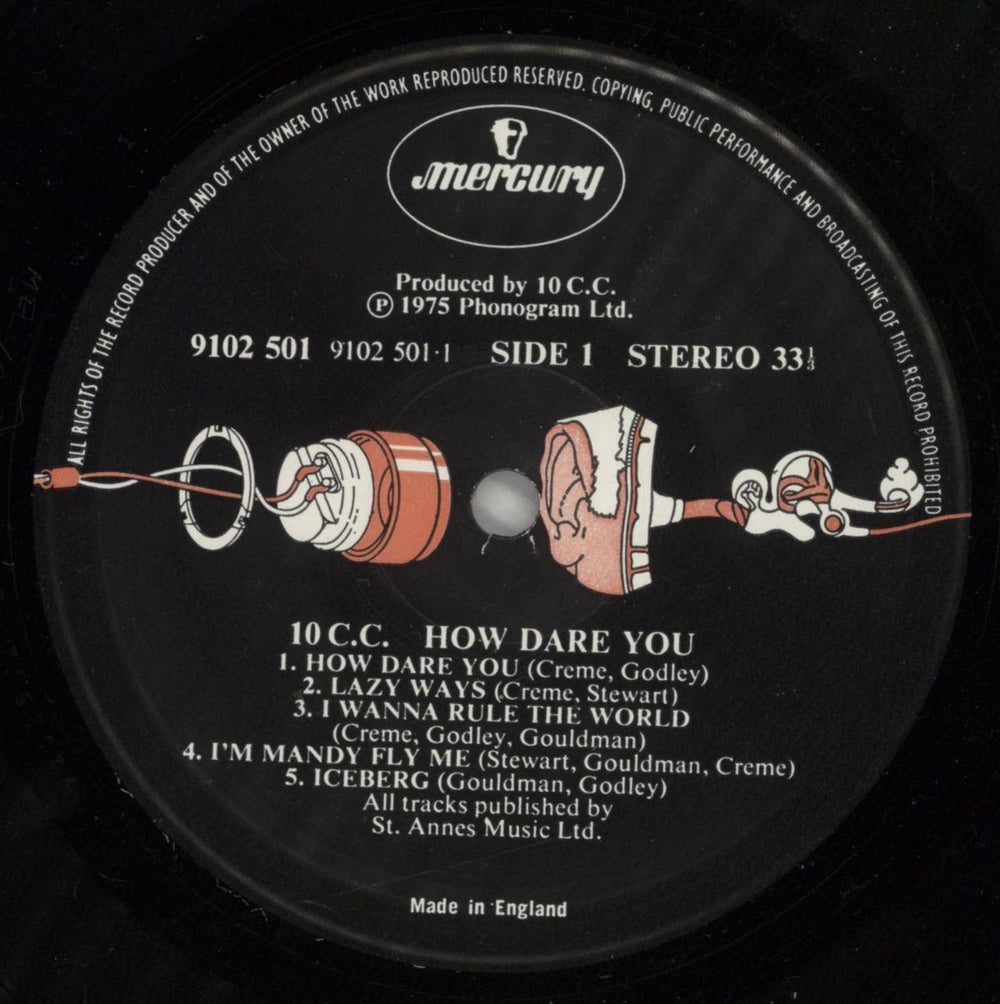 ALL RIGHTS OF THE RECORD PRODUCER AND OF THE OWNER OF THE WORK REPRODUCED RESERVED. COPYING, PUBLIC PERFORMANCE AND BROADCASTING OF THIS RECORD PROHIBITED
mercury
Produced by 10 C.C.
Ⓟ 1975 Phonogram Ltd.
9102 501 9102 501·1 SIDE 1 STEREO 33⅓
10 C.C. HOW DARE YOU
1. HOW DARE YOU (Creme, Godley)
2. LAZY WAYS (Creme, Stewart)
3. I WANNA RULE THE WORLD
(Creme, Godley, Gouldman)
4. I'M MANDY FLY ME (Stewart, Gouldman, Creme)
5. ICEBERG (Gouldman, Godley)
All tracks published by
St. Annes Music Ltd.
Made in England